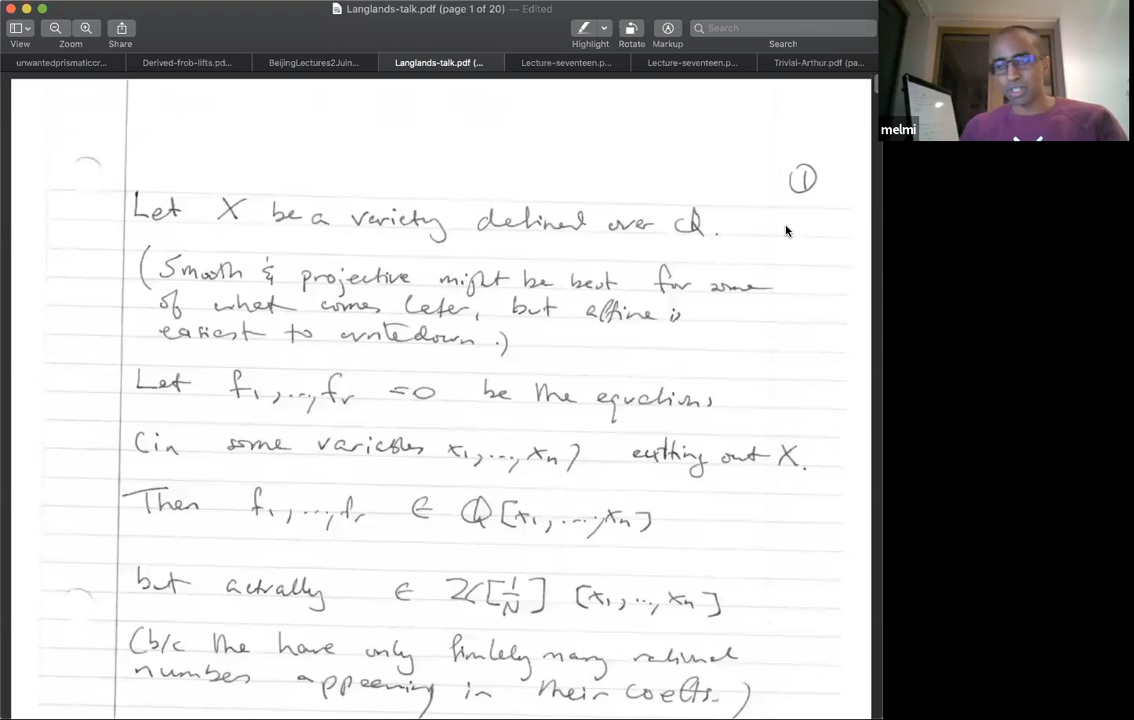 Langlands-talk.pdf (page 1 of 20) — Edited
View
Zoom
Share
Highlight
Rotate
Markup
Search
Search
unwantedprismaticcr...
Derived-frob-lifts.pd...
BeijingLectures2Juin...
Langlands-talk.pdf (...
Lecture-seventeen.p...
Lecture-seventeen.p...
Trivial-Arthur.pdf (pa...
melmi
①
Let X be a variety defined over ℚ.
(Smooth & projective might be best for some
of what comes later, but affine is
easiest to write down.)
Let f₁,...,fᵣ = 0 be the equations
(in some variables x₁,...,xₙ) cutting out X.
Then f₁,...,fᵣ ∈ ℚ[x₁,...,xₙ]
but actually ∈ ℤ[1/N] [x₁,..,xₙ]
(b/c the have only finitely many rational
numbers appearing in their coeffs.)